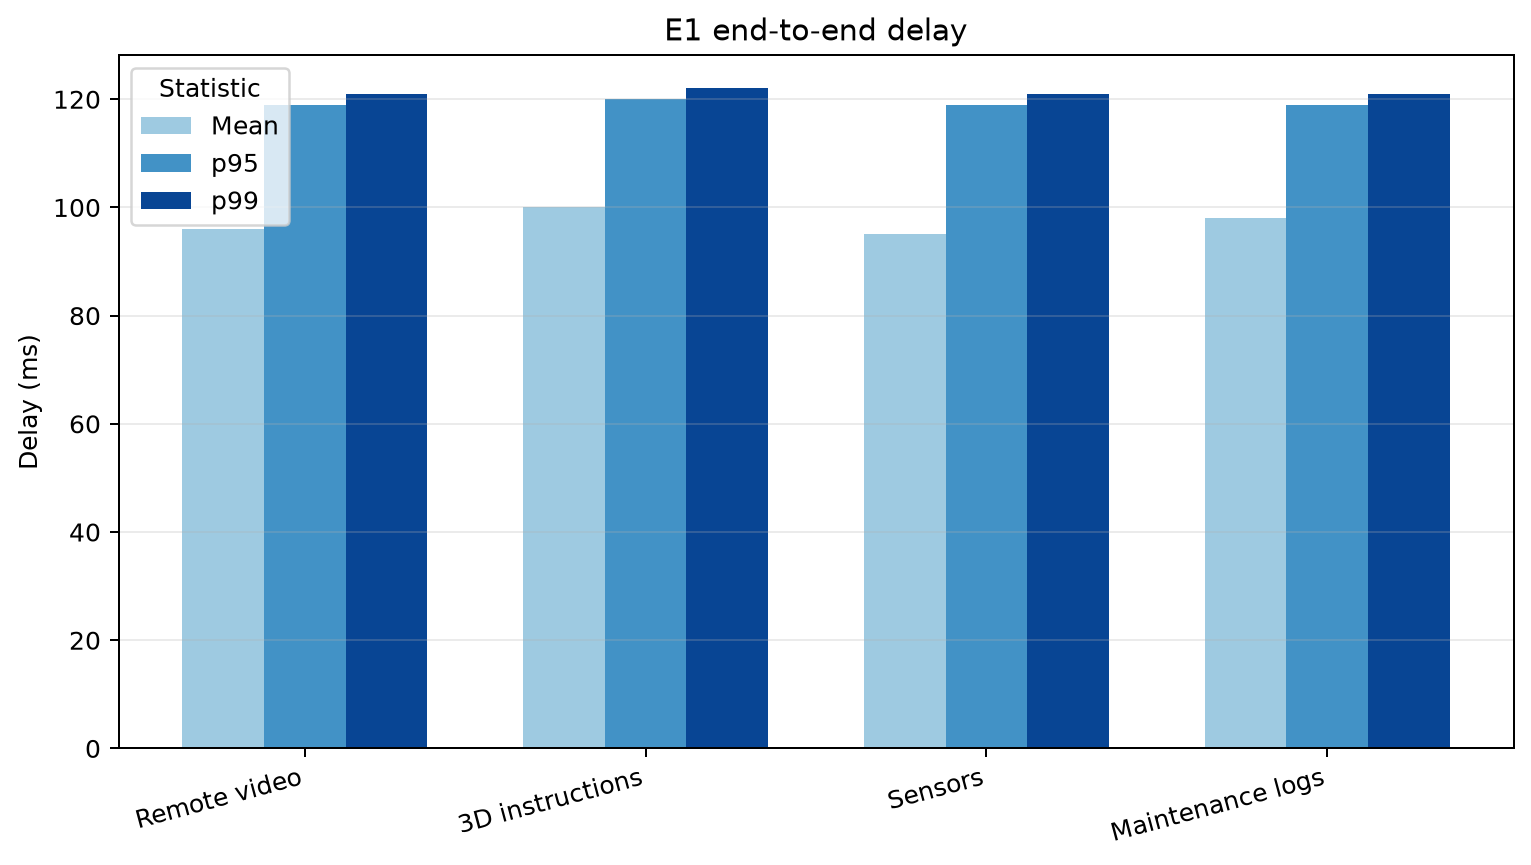 E1 end-to-end delay
Statistic
Mean
p95
p99
Delay (ms)
120
100
80
60
40
20
0
Remote video
3D instructions
Sensors
Maintenance logs